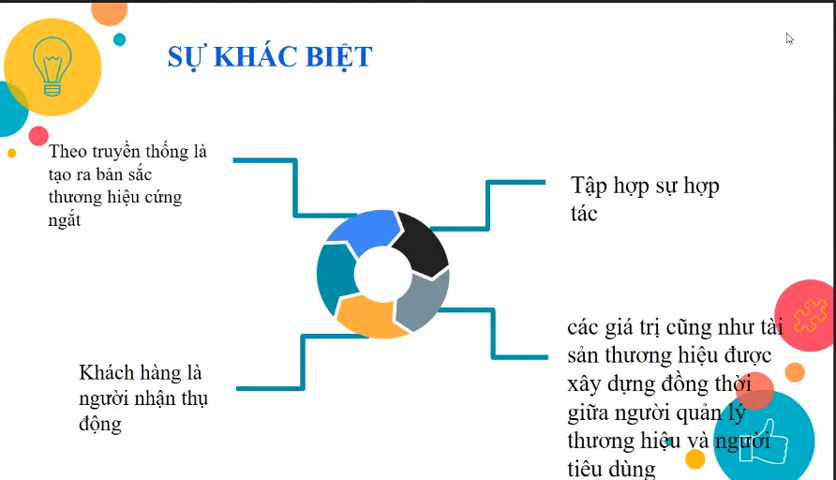 SỰ KHÁC BIỆT
Theo truyền thống là
tạo ra bản sắc
thương hiệu cứng
ngắt
Tập hợp sự hợp
tác
Khách hàng là
người nhận thụ
động
các giá trị cũng như tài
sản thương hiệu được
xây dựng đồng thời
giữa người quản lý
thương hiệu và người
tiêu dùng